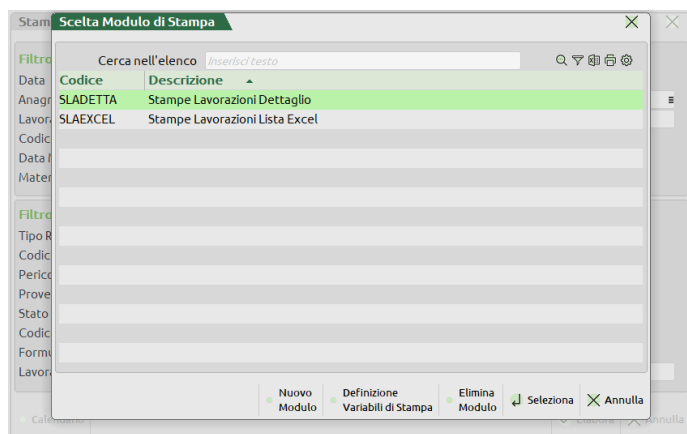 Stam
Scelta Modulo di Stampa
Filtro
Cerca nell'elenco Inserisci testo
Data
Codice Descrizione
Anagr
SLADETTA Stampe Lavorazioni Dettaglio
Lavora
SLAEXCEL Stampe Lavorazioni Lista Excel
Codic
Data
Mater
Filtro
Tipo R
Codic
Perico
Prove
Stato
Codic
Formu
Lavora
Nuovo Modulo
Definizione Variabili di Stampa
Elimina Modulo
Seleziona
Annulla
Calendario
Elabora
Annulla